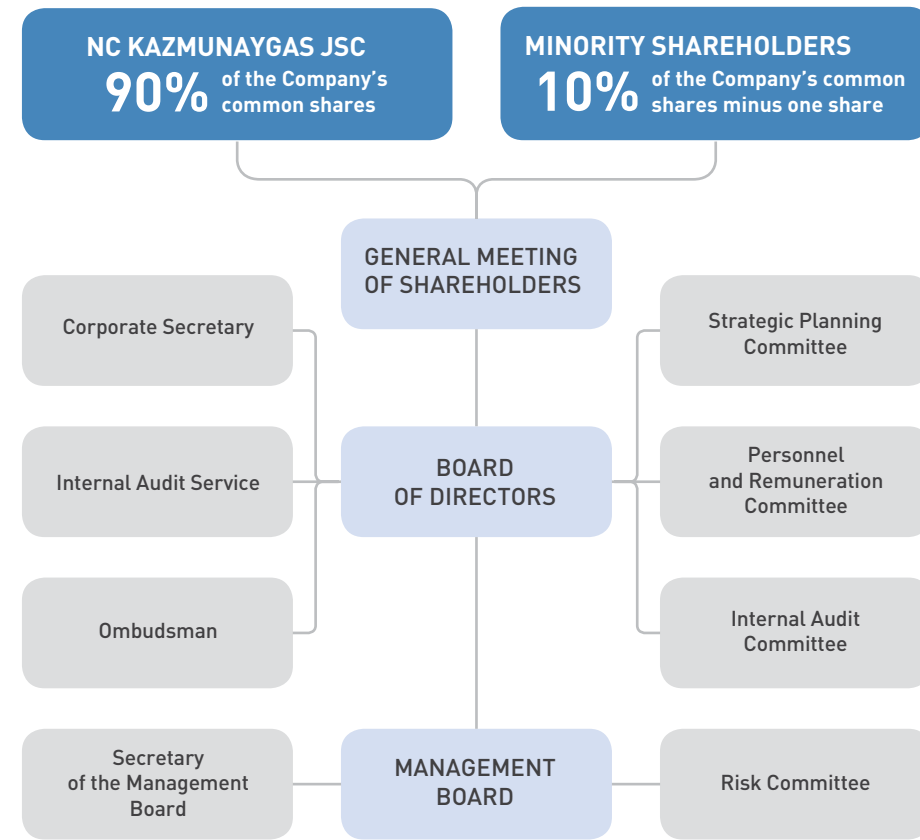 NC KAZMUNAYGAS JSC
90% of the Company's
common shares
MINORITY SHAREHOLDERS
10% of the Company's common
shares minus one share
GENERAL MEETING
OF SHAREHOLDERS
Corporate Secretary
Strategic Planning
Committee
Internal Audit Service
BOARD
OF DIRECTORS
Personnel
and Remuneration
Committee
Ombudsman
Internal Audit
Committee
Secretary
of the Management
Board
MANAGEMENT
BOARD
Risk Committee